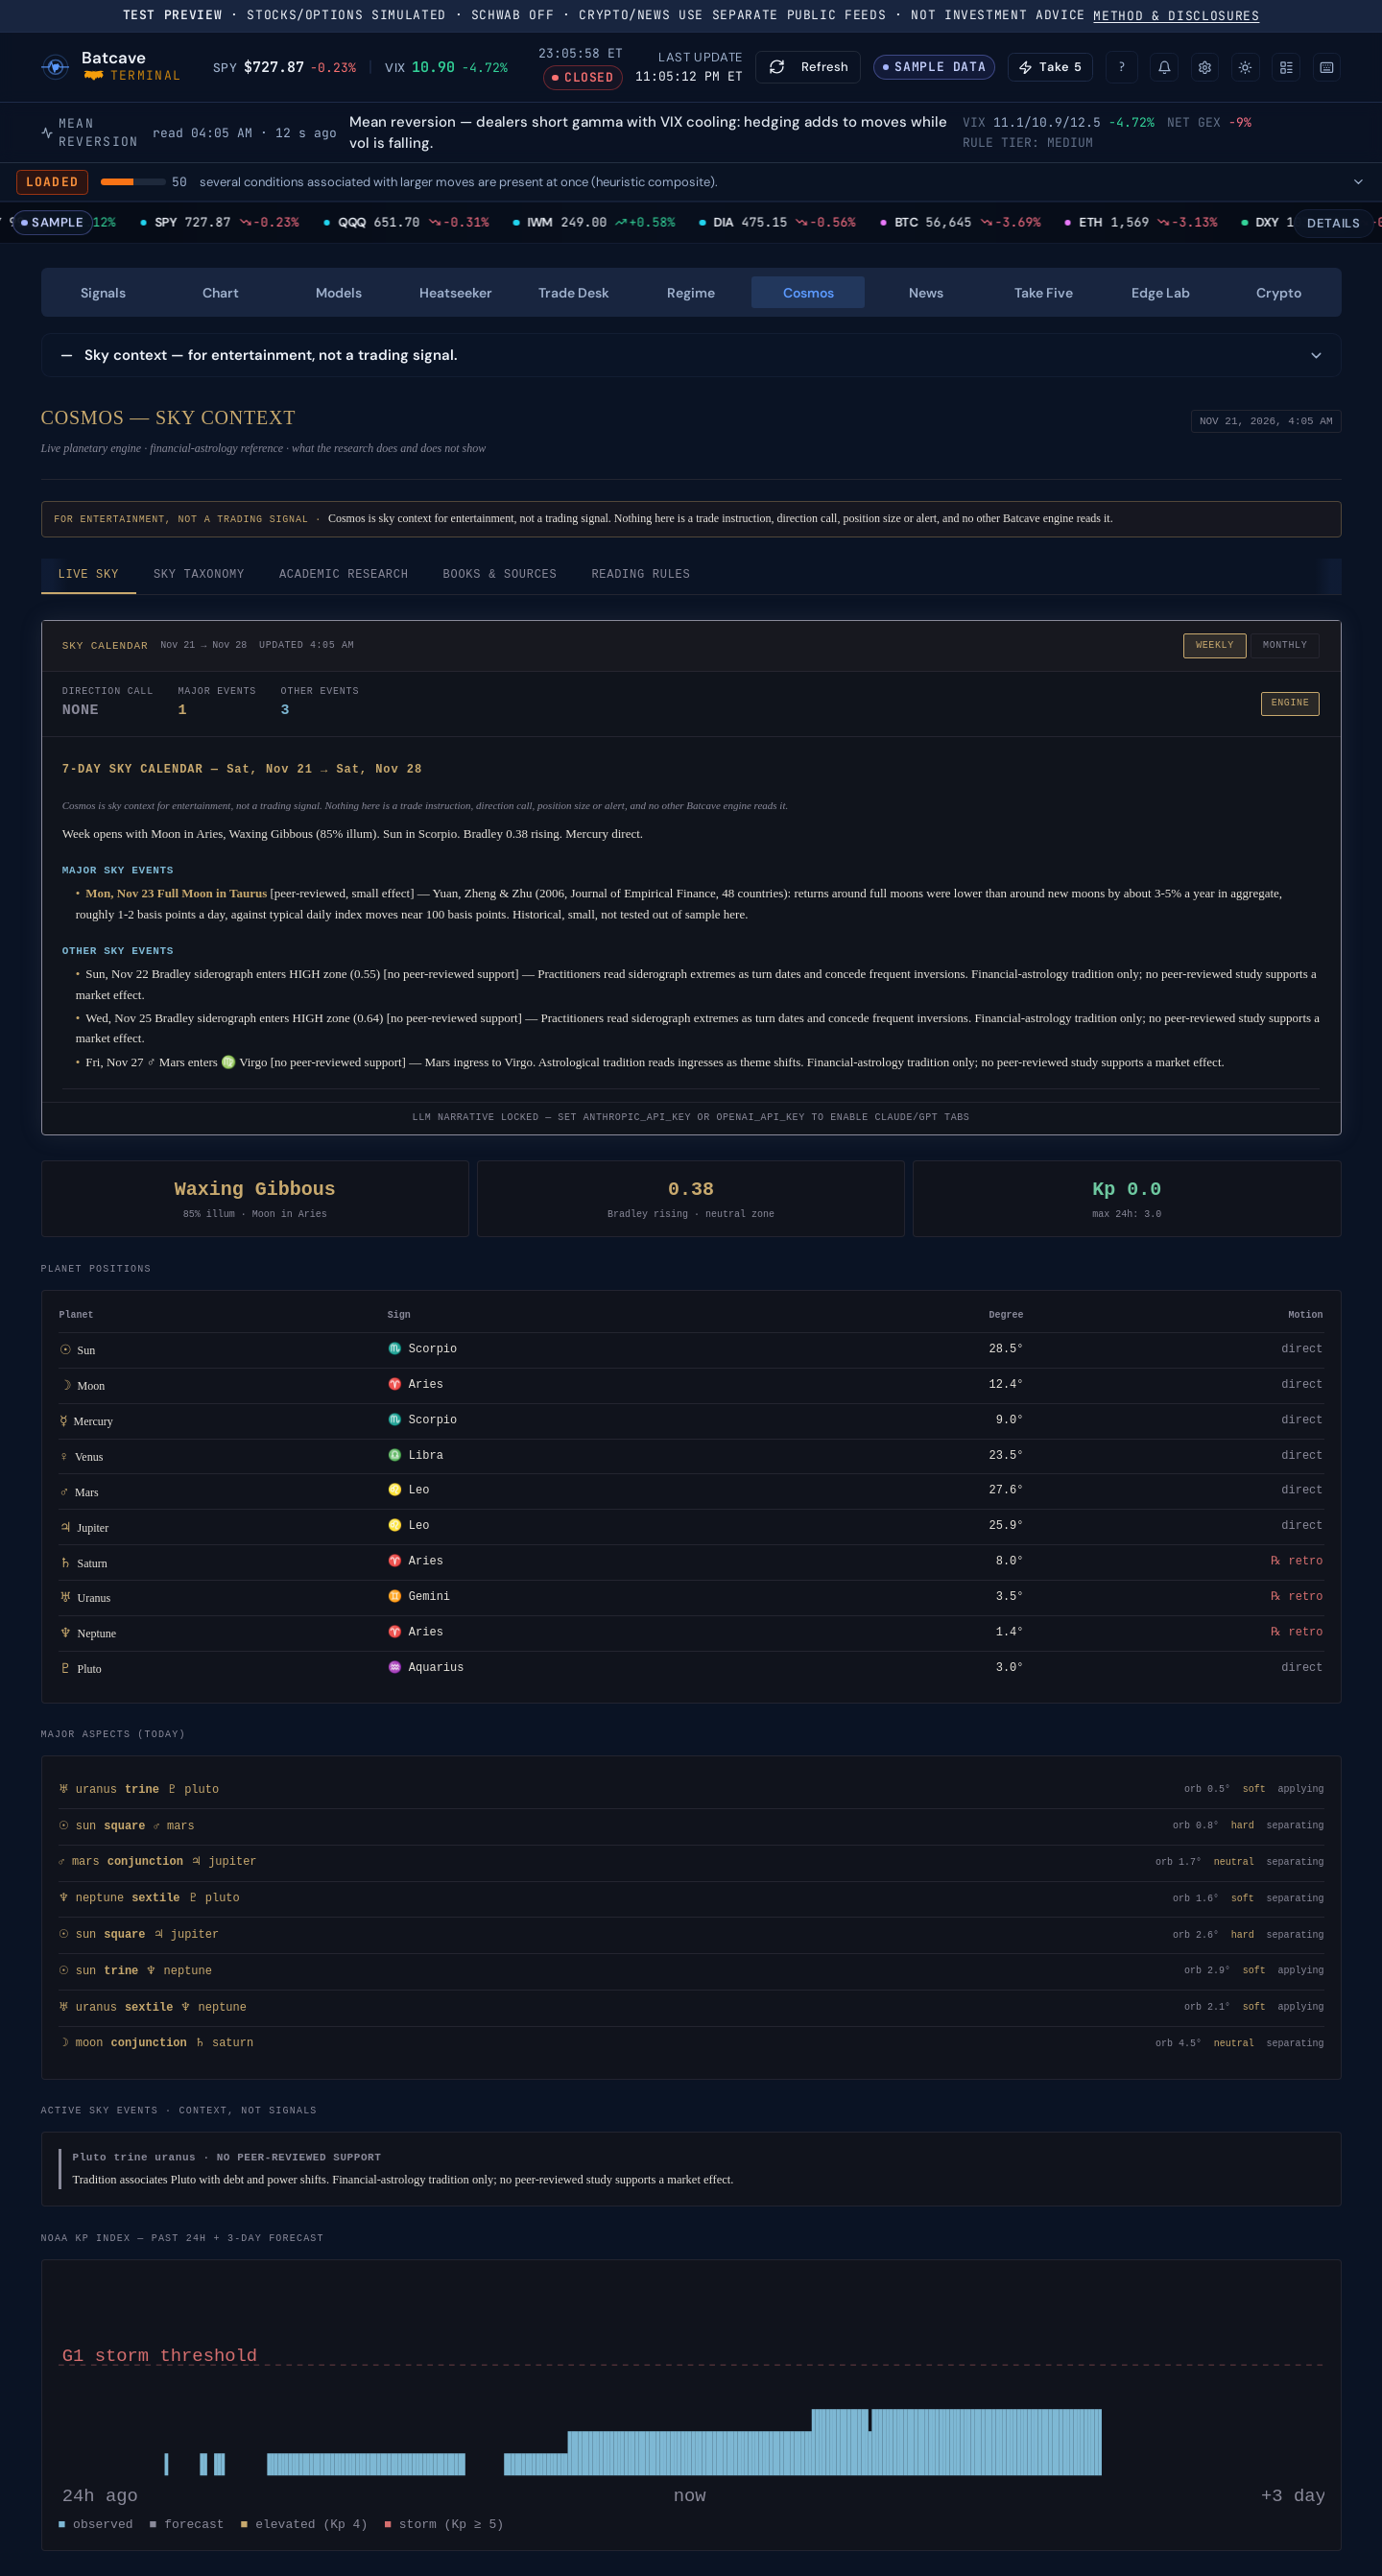 TEST PREVIEW · STOCKS/OPTIONS SIMULATED · SCHWAB OFF · CRYPTO/NEWS USE SEPARATE PUBLIC FEEDS · NOT INVESTMENT ADVICE METHOD & DISCLOSURES
Batcave
TERMINAL
SPY $727.87 -0.23%
VIX 10.90 -4.72%
23:05:58 ET
CLOSED
LAST UPDATE
11:05:12 PM ET
Refresh
SAMPLE DATA
Take 5
?
MEAN REVERSION
read 04:05 AM · 12 s ago
Mean reversion — dealers short gamma with VIX cooling: hedging adds to moves while
vol is falling.
VIX 11.1/10.9/12.5 -4.72% NET GEX -9%
RULE TIER: MEDIUM
LOADED
50
several conditions associated with larger moves are present at once (heuristic composite).
SAMPLE
12%
SPY 727.87 -0.23%
QQQ 651.70 -0.31%
IWM 249.00 +0.58%
DIA 475.15 -0.56%
BTC 56,645 -3.69%
ETH 1,569 -3.13%
DXY 1
DETAILS
Signals Chart Models Heatseeker Trade Desk Regime Cosmos News Take Five Edge Lab Crypto
— Sky context — for entertainment, not a trading signal.
COSMOS — SKY CONTEXT
NOV 21, 2026, 4:05 AM
Live planetary engine · financial-astrology reference · what the research does and does not show
FOR ENTERTAINMENT, NOT A TRADING SIGNAL · Cosmos is sky context for entertainment, not a trading signal. Nothing here is a trade instruction, direction call, position size or alert, and no other Batcave engine reads it.
LIVE SKY SKY TAXONOMY ACADEMIC RESEARCH BOOKS & SOURCES READING RULES
SKY CALENDAR Nov 21 → Nov 28 UPDATED 4:05 AM
WEEKLY MONTHLY
DIRECTION CALL MAJOR EVENTS OTHER EVENTS
NONE 1 3
ENGINE
7-DAY SKY CALENDAR — Sat, Nov 21 → Sat, Nov 28
Cosmos is sky context for entertainment, not a trading signal. Nothing here is a trade instruction, direction call, position size or alert, and no other Batcave engine reads it.
Week opens with Moon in Aries, Waxing Gibbous (85% illum). Sun in Scorpio. Bradley 0.38 rising. Mercury direct.
MAJOR SKY EVENTS
• Mon, Nov 23 Full Moon in Taurus [peer-reviewed, small effect] — Yuan, Zheng & Zhu (2006, Journal of Empirical Finance, 48 countries): returns around full moons were lower than around new moons by about 3-5% a year in aggregate,
roughly 1-2 basis points a day, against typical daily index moves near 100 basis points. Historical, small, not tested out of sample here.
OTHER SKY EVENTS
• Sun, Nov 22 Bradley siderograph enters HIGH zone (0.55) [no peer-reviewed support] — Practitioners read siderograph extremes as turn dates and concede frequent inversions. Financial-astrology tradition only; no peer-reviewed study supports a
market effect.
• Wed, Nov 25 Bradley siderograph enters HIGH zone (0.64) [no peer-reviewed support] — Practitioners read siderograph extremes as turn dates and concede frequent inversions. Financial-astrology tradition only; no peer-reviewed study supports a
market effect.
• Fri, Nov 27 ♂ Mars enters ♍ Virgo [no peer-reviewed support] — Mars ingress to Virgo. Astrological tradition reads ingresses as theme shifts. Financial-astrology tradition only; no peer-reviewed study supports a market effect.
LLM NARRATIVE LOCKED — SET ANTHROPIC_API_KEY OR OPENAI_API_KEY TO ENABLE CLAUDE/GPT TABS
Waxing Gibbous
85% illum · Moon in Aries
0.38
Bradley rising · neutral zone
Kp 0.0
max 24h: 3.0
PLANET POSITIONS
Planet Sign Degree Motion
☉ Sun ♏ Scorpio 28.5° direct
☽ Moon ♈ Aries 12.4° direct
☿ Mercury ♏ Scorpio 9.0° direct
♀ Venus ♎ Libra 23.5° direct
♂ Mars ♌ Leo 27.6° direct
♃ Jupiter ♌ Leo 25.9° direct
♄ Saturn ♈ Aries 8.0° ℞ retro
♅ Uranus ♊ Gemini 3.5° ℞ retro
♆ Neptune ♈ Aries 1.4° ℞ retro
♇ Pluto ♒ Aquarius 3.0° direct
MAJOR ASPECTS (TODAY)
♅ uranus trine ♇ pluto orb 0.5° soft applying
☉ sun square ♂ mars orb 0.8° hard separating
♂ mars conjunction ♃ jupiter orb 1.7° neutral separating
♆ neptune sextile ♇ pluto orb 1.6° soft separating
☉ sun square ♃ jupiter orb 2.6° hard separating
☉ sun trine ♆ neptune orb 2.9° soft applying
♅ uranus sextile ♆ neptune orb 2.1° soft applying
☽ moon conjunction ♄ saturn orb 4.5° neutral separating
ACTIVE SKY EVENTS · CONTEXT, NOT SIGNALS
Pluto trine uranus · NO PEER-REVIEWED SUPPORT
Tradition associates Pluto with debt and power shifts. Financial-astrology tradition only; no peer-reviewed study supports a market effect.
NOAA KP INDEX — PAST 24H + 3-DAY FORECAST
G1 storm threshold
24h ago now +3 day
observed forecast elevated (Kp 4) storm (Kp ≥ 5)